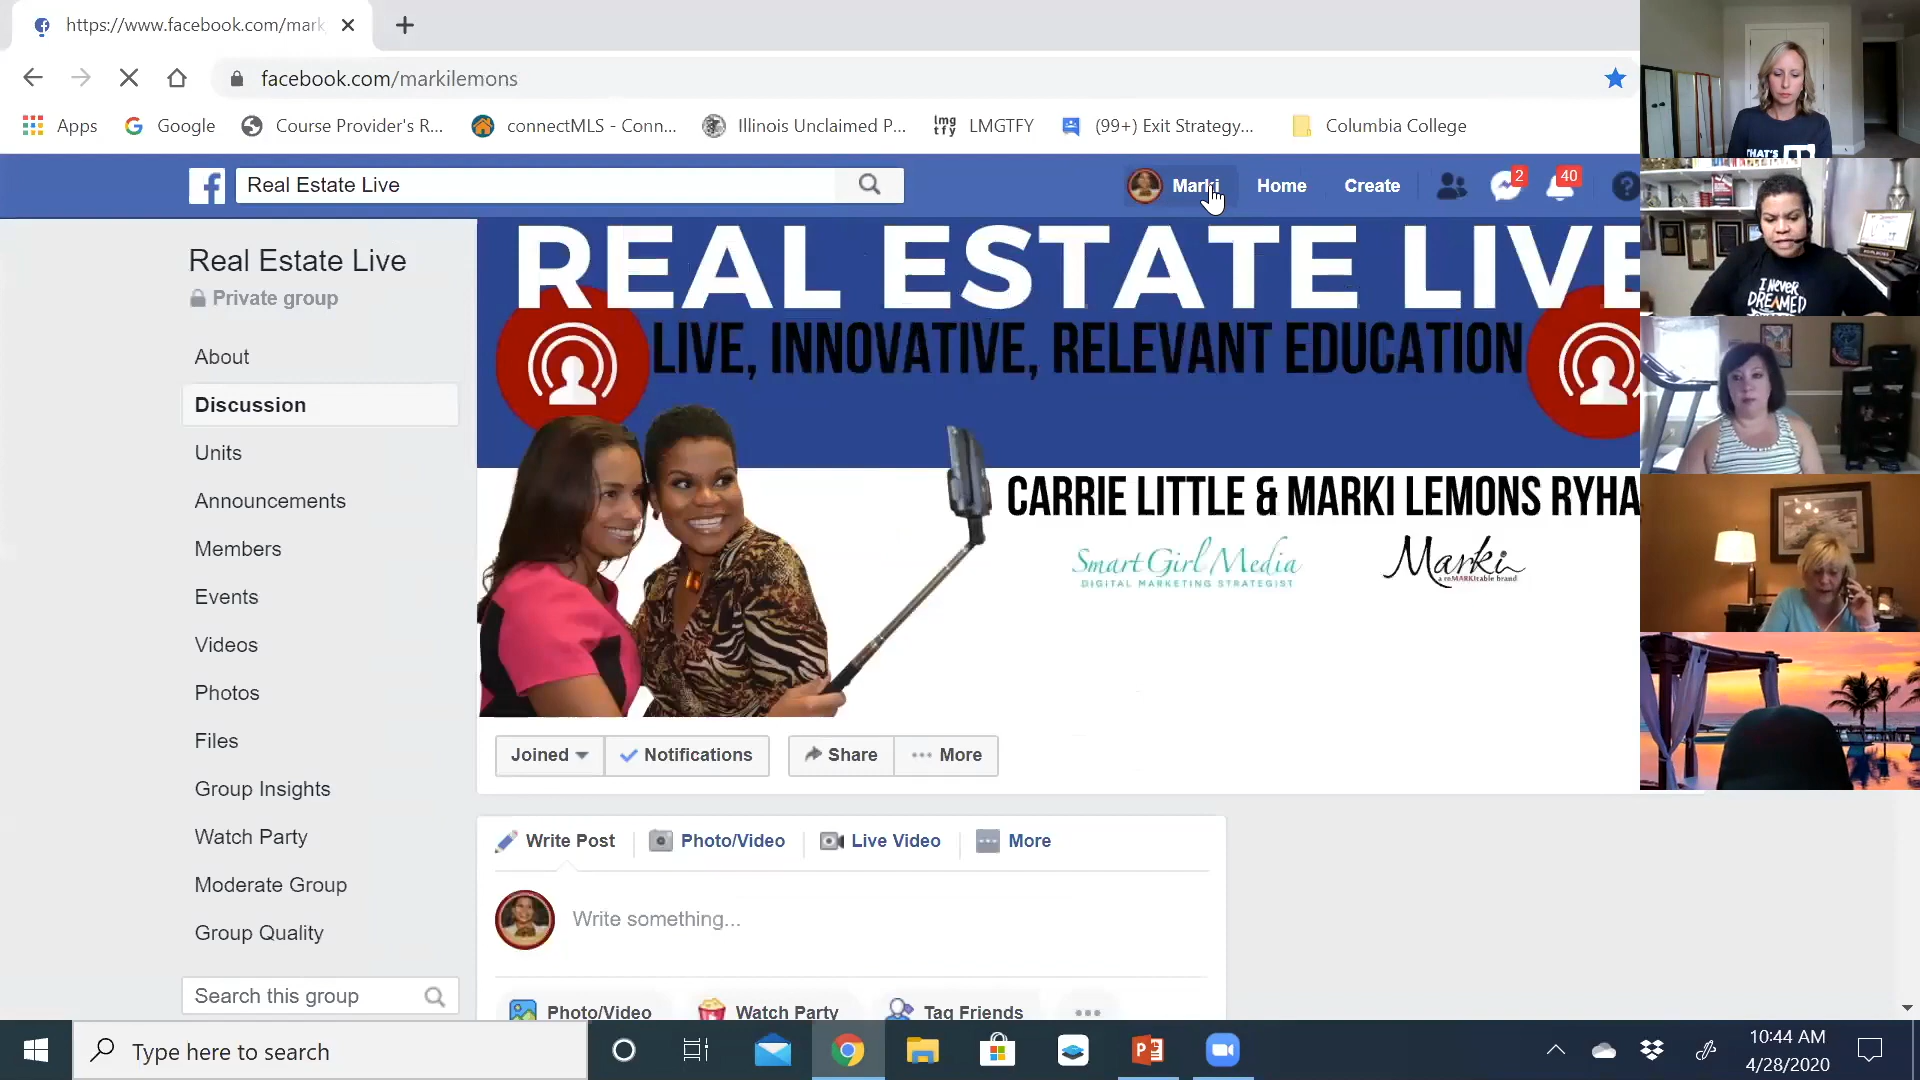 https://www.facebook.com/mark
facebook.com/markilemons
Apps
Google
Course Provider's R...
connectMLS - Conn...
Illinois Unclaimed P...
lmg
tfy
LMGTFY
(99+) Exit Strategy...
Columbia College
Real Estate Live
Marki
Home
Create
2
40
Real Estate Live
Private group
About
Discussion
Units
Announcements
Members
Events
Videos
Photos
Files
Group Insights
Watch Party
Moderate Group
Group Quality
Search this group
REAL ESTATE LIVE
LIVE, INNOVATIVE, RELEVANT EDUCATION
CARRIE LITTLE & MARKI LEMONS RYHA
Smart Girl Media
DIGITAL MARKETING STRATEGIST
Marki
a reMARKItable brand
Joined
Notifications
Share
More
Write Post
Photo/Video
Live Video
More
Write something...
Photo/Video
Watch Party
Tag Friends
I NEVER
DREAMED
Type here to search
10:44 AM
4/28/2020